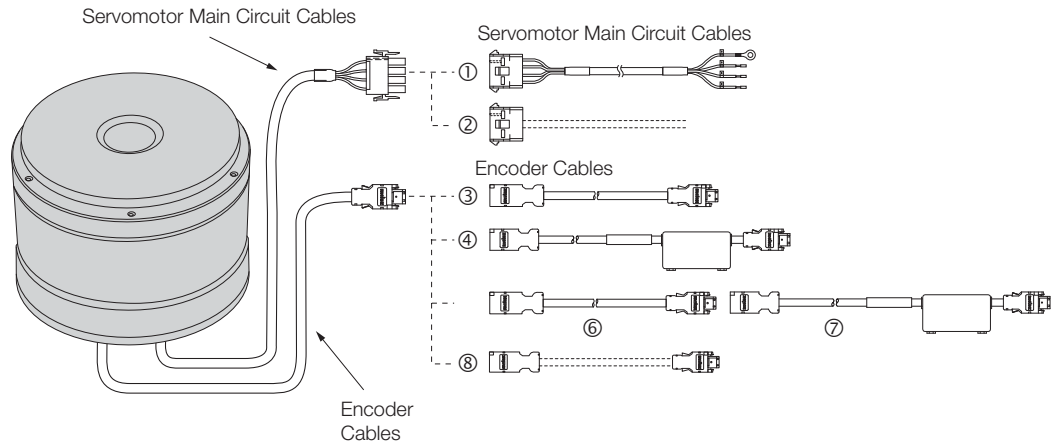 Servomotor Main Circuit Cables
Servomotor Main Circuit Cables
①
②
Encoder Cables
③
④
⑥
⑦
⑧
Encoder
Cables